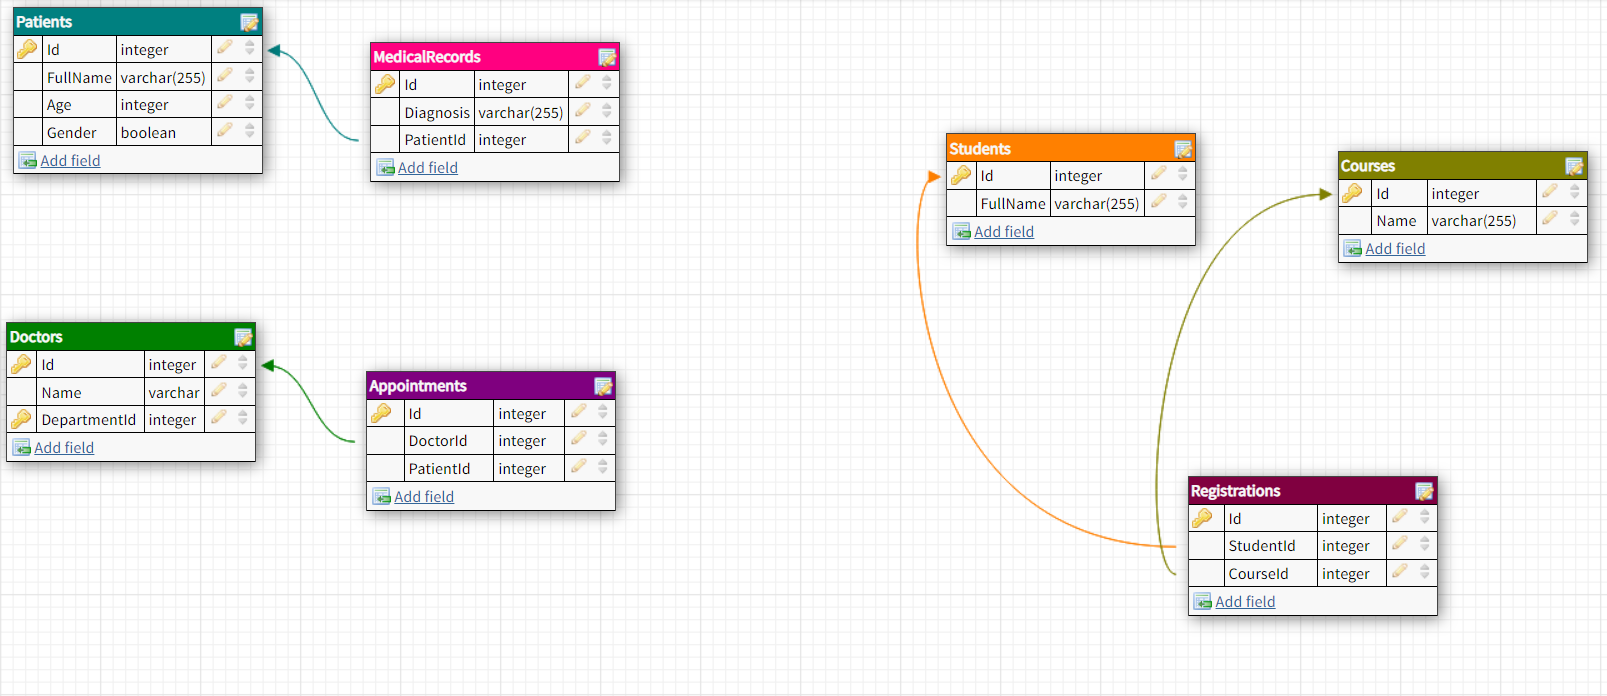 Patients
Id integer
FullName varchar(255)
Age integer
Gender boolean
Add field
MedicalRecords
Id integer
Diagnosis varchar(255)
PatientId integer
Add field
Doctors
Id integer
Name varchar
DepartmentId integer
Add field
Appointments
Id integer
DoctorId integer
PatientId integer
Add field
Students
Id integer
FullName varchar(255)
Add field
Courses
Id integer
Name varchar(255)
Add field
Registrations
Id integer
StudentId integer
CourseId integer
Add field